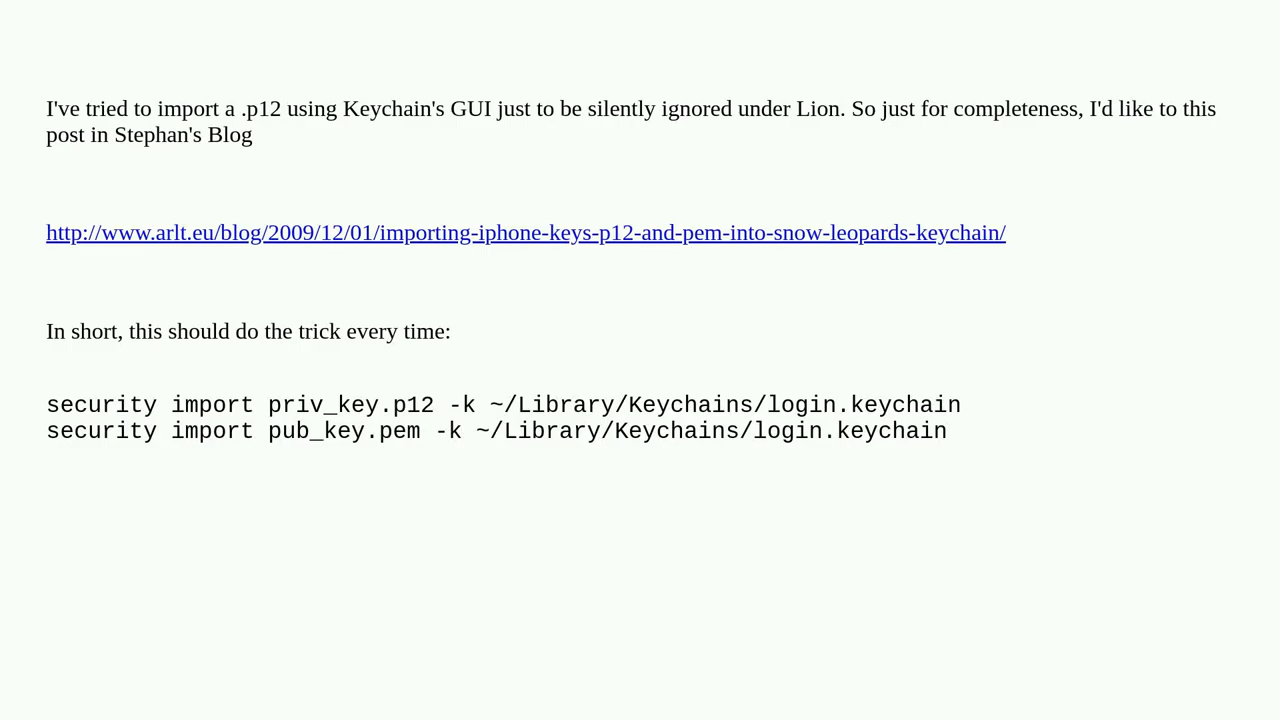 I've tried to import a .p12 using Keychain's GUI just to be silently ignored under Lion. So just for completeness, I'd like to this
post in Stephan's Blog
http://www.arlt.eu/blog/2009/12/01/importing-iphone-keys-p12-and-pem-into-snow-leopards-keychain/
In short, this should do the trick every time:
security import priv_key.p12 -k ~/Library/Keychains/login.keychain
security import pub_key.pem -k ~/Library/Keychains/login.keychain